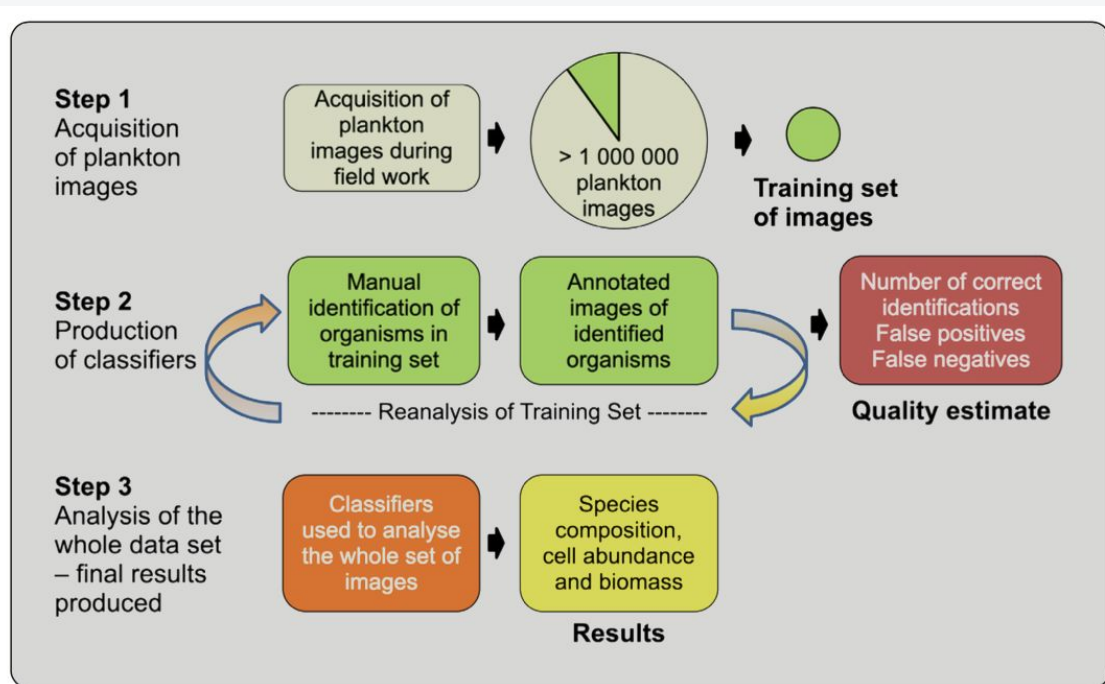 Step 1
Acquisition
of plankton
images
Acquisition of
plankton
images during
field work
> 1 000 000
plankton
images
Training set
of images
Step 2
Production
of classifiers
Manual
identification of
organisms in
training set
Annotated
images of
identified
organisms
Number of correct
identifications
False positives
False negatives
-------- Reanalysis of Training Set --------
Quality estimate
Step 3
Analysis of the
whole data set
– final results
produced
Classifiers
used to analyse
the whole set of
images
Species
composition,
cell abundance
and biomass
Results